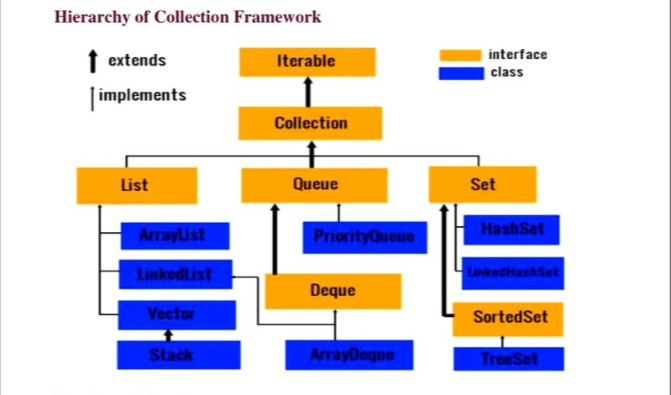 Hierarchy of Collection Framework
extends
implements
Iterable
interface
class
Collection
List
Queue
Set
ArrayList
PriorityQueue
HashSet
LinkedList
LinkedHashSet
Deque
Vector
SortedSet
Stack
ArrayDeque
TreeSet